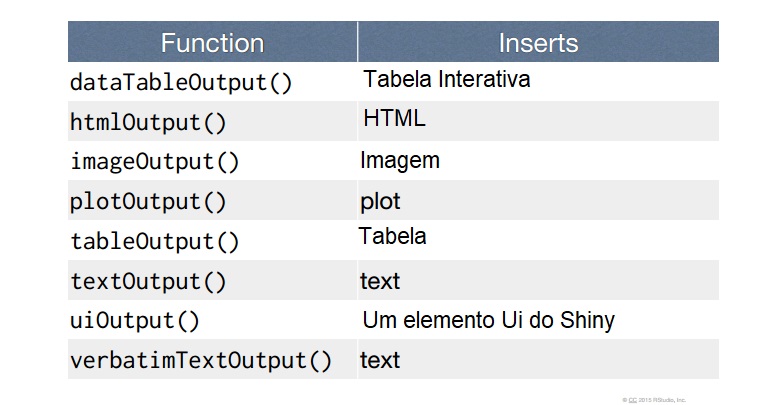 Function Inserts
dataTableOutput() Tabela Interativa
htmlOutput() HTML
imageOutput() Imagem
plotOutput() plot
tableOutput() Tabela
textOutput() text
uiOutput() Um elemento Ui do Shiny
verbatimTextOutput() text
© CC 2015 RStudio, Inc.